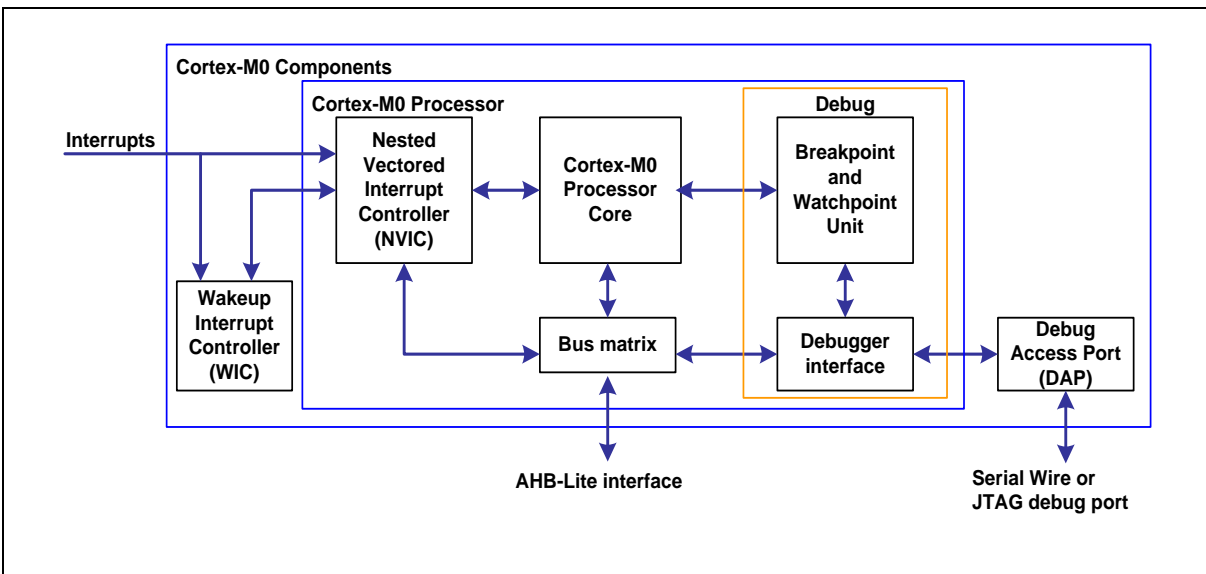 Cortex-M0 Components
Cortex-M0 Processor
Debug
Interrupts
Nested
Vectored
Interrupt
Controller
(NVIC)
Cortex-M0
Processor
Core
Breakpoint
and
Watchpoint
Unit
Wakeup
Interrupt
Controller
(WIC)
Bus matrix
Debugger
interface
Debug
Access Port
(DAP)
AHB-Lite interface
Serial Wire or
JTAG debug port